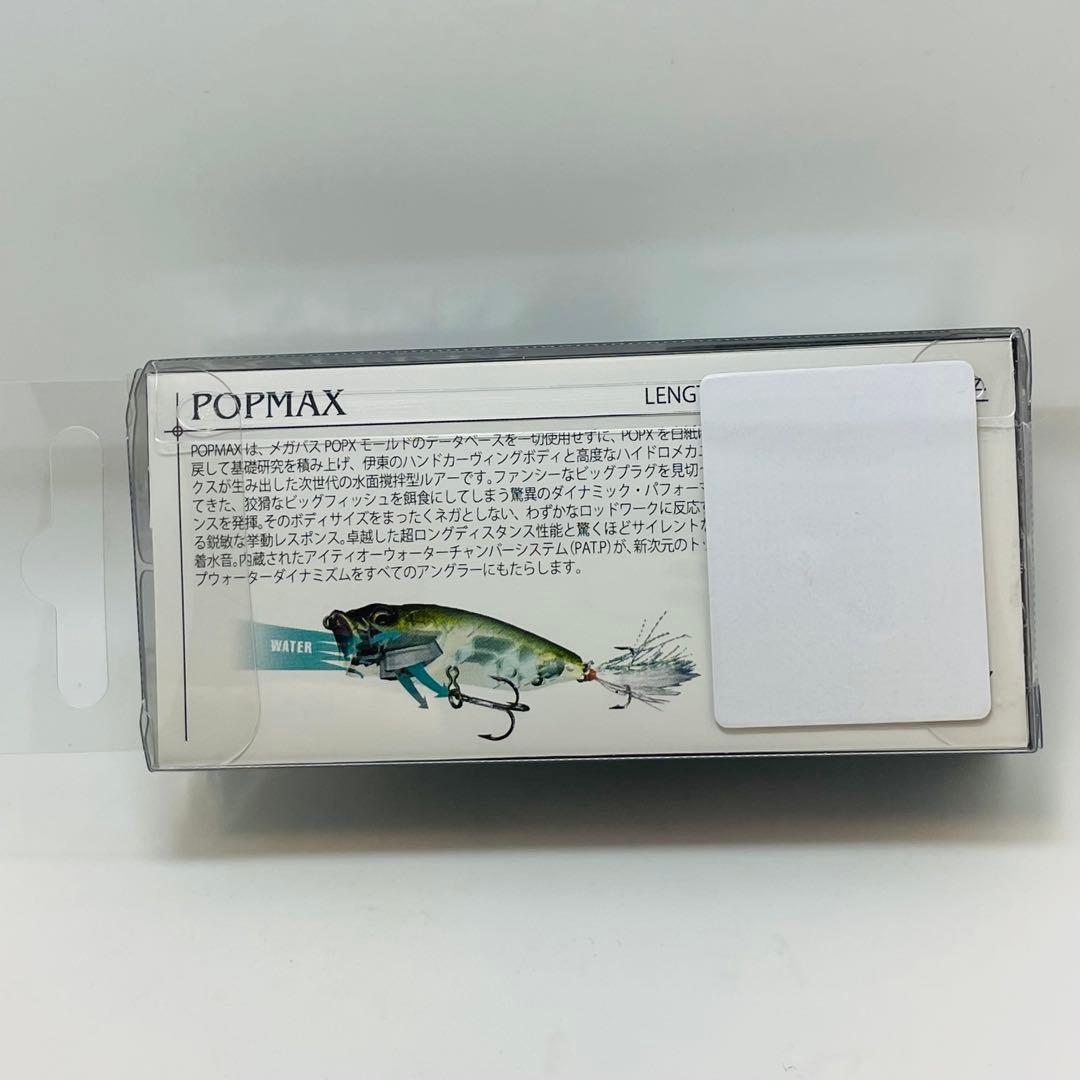 POPMAX LENGT
POPMAX は、メガバス POPX モールドのデータベースを一切使用せずに、POPX を白紙に
戻して基礎研究を積み上げ、伊東のハンドカーヴィングボディと高度なハイドロメカニ
クスが生み出した次世代の水面撹拌型ルアーです。ファンシーなビッグプラグを見切っ
てきた、狡猾なビッグフィッシュを餌食にしてしまう驚異のダイナミック・パフォーマ
ンスを発揮。そのボディサイズをまったくネガとしない、わずかなロッドワークに反応す
る鋭敏な挙動レスポンス。卓越した超ロングディスタンス性能と驚くほどサイレントな
着水音。内蔵されたアイティオーウォーターチャンバーシステム(PAT.P)が、新次元のトッ
プウォーターダイナミズムをすべてのアングラーにもたらします。
WATER